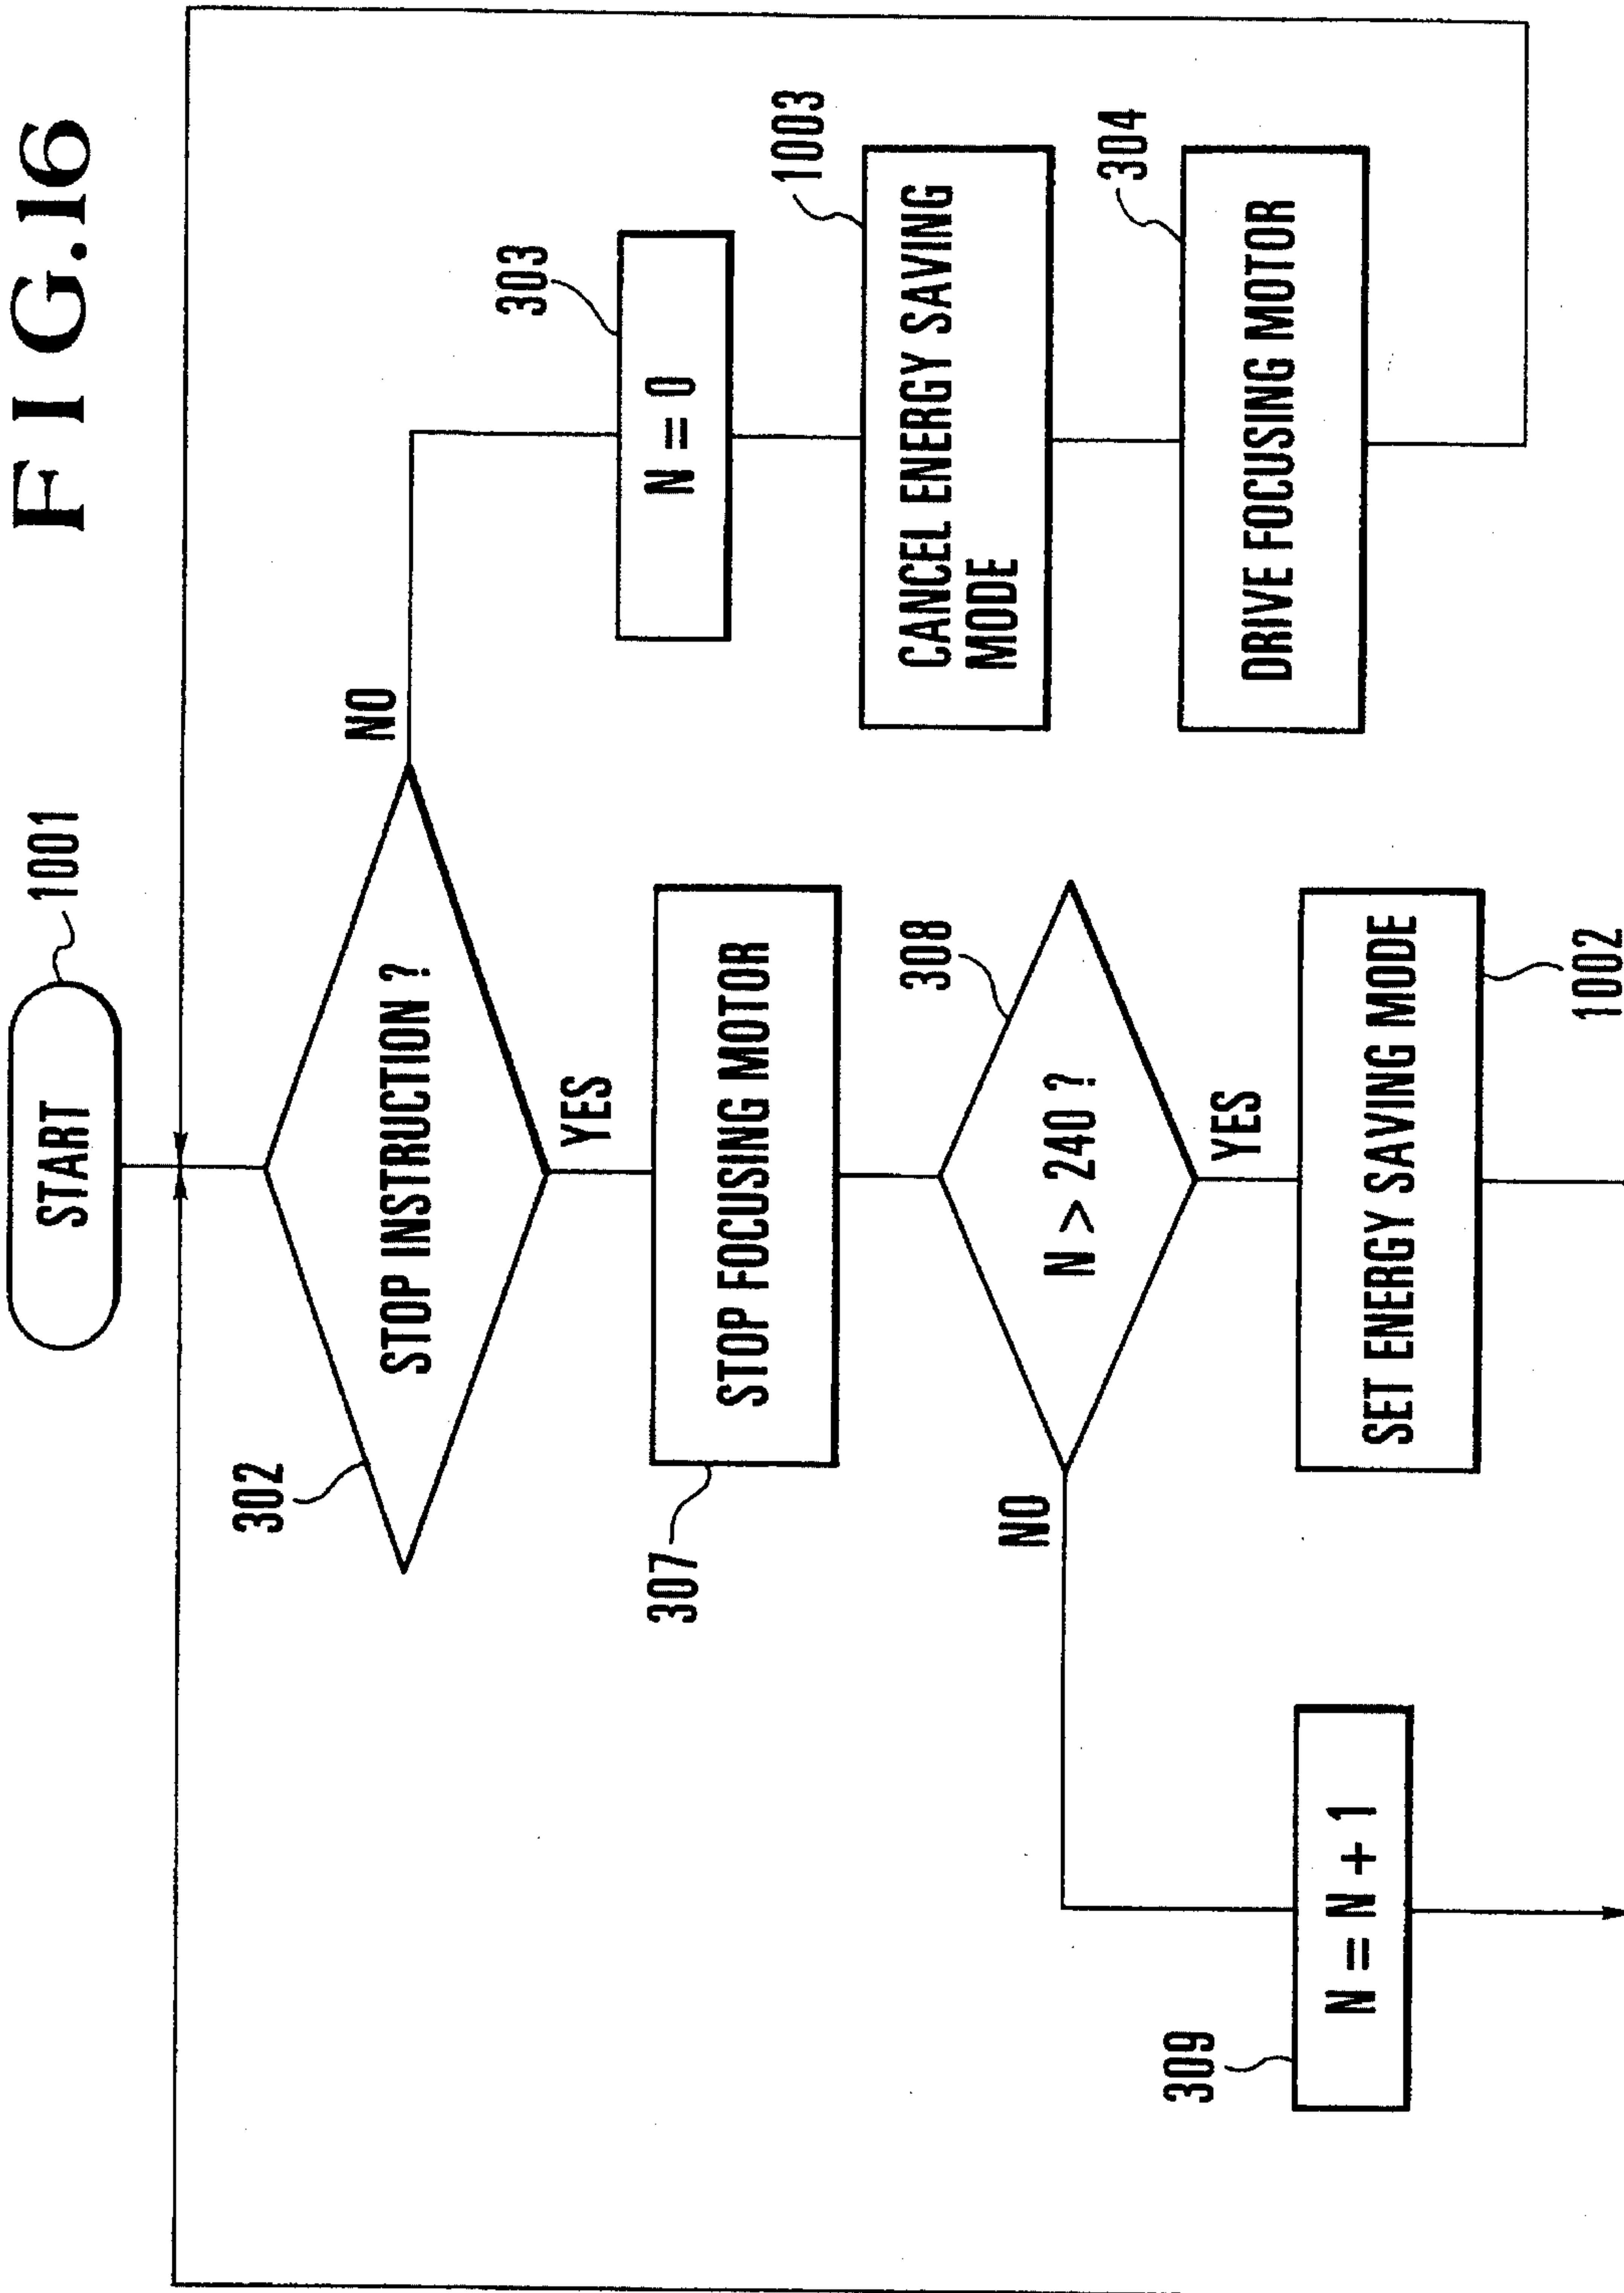 FIG.16
START
1001
302
STOP INSTRUCTION ?
NO
YES
303
N = 0
1003
CANCEL ENERGY SAVING
MODE
304
DRIVE FOCUSING MOTOR
307
STOP FOCUSING MOTOR
308
N > 240 ?
NO
YES
309
N = N + 1
SET ENERGY SAVING MODE
1002